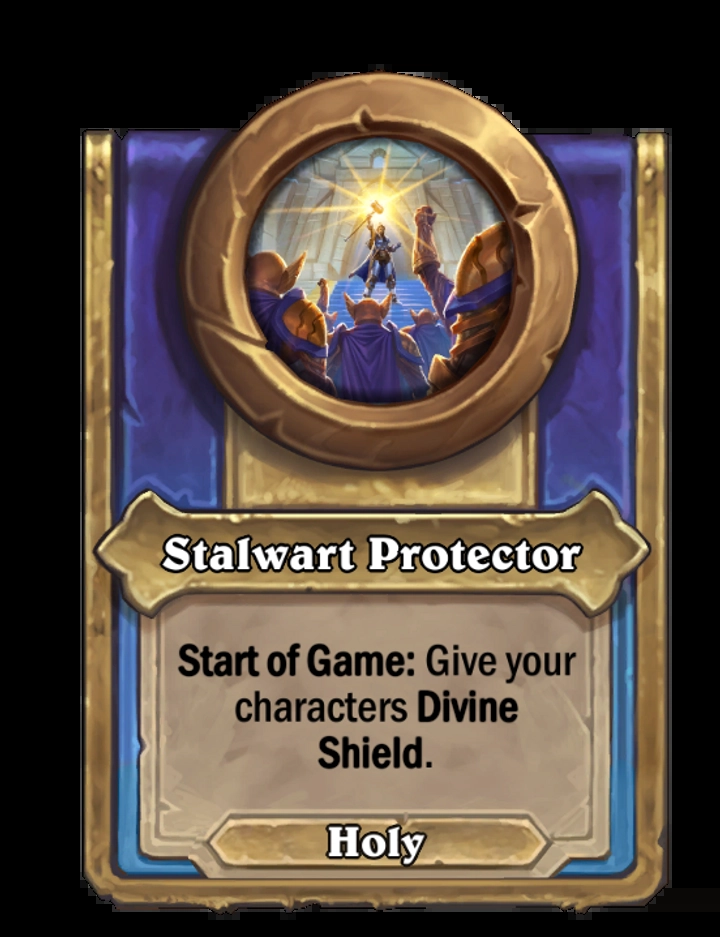 Stalwart Protector
Start of Game: Give your
characters Divine
Shield.
Holy